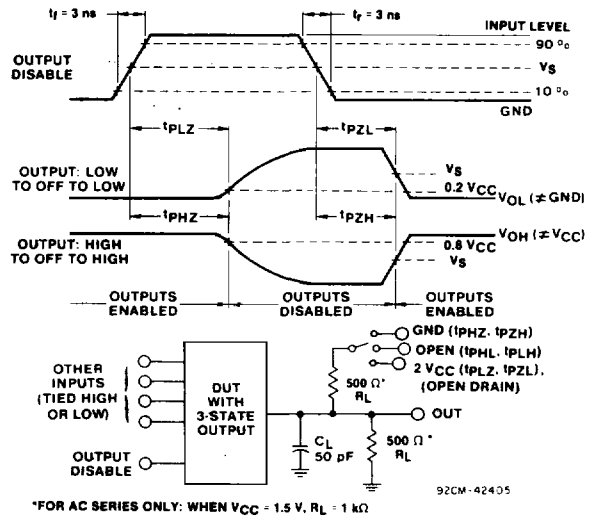 tf = 3 ns
tr = 3 ns
INPUT LEVEL
90 %
OUTPUT
DISABLE
VS
10 %
GND
tPLZ
tPZL
OUTPUT: LOW
TO OFF TO LOW
VS
0.2 VCC
VOL (≠GND)
tPHZ
tPZH
OUTPUT: HIGH
TO OFF TO
HIGH
VOH (≠VCC)
0.8 VCC
VS
OUTPUTS
ENABLED
OUTPUTS
DISABLED
OUTPUTS
ENABLED
GND (tPHZ, tPZH)
OPEN (tPHL, tPLH)
2 VCC (tPLZ, tPZL),
(OPEN DRAIN)
OTHER
INPUTS
(TIED HIGH
OR LOW)
DUT
WITH
3-STATE
OUTPUT
500 Ω*
RL
OUT
CL
50 pF
500 Ω*
RL
OUTPUT
DISABLE
92CM-42405
*FOR AC SERIES ONLY: WHEN VCC = 1.5 V, RL = 1 kΩ